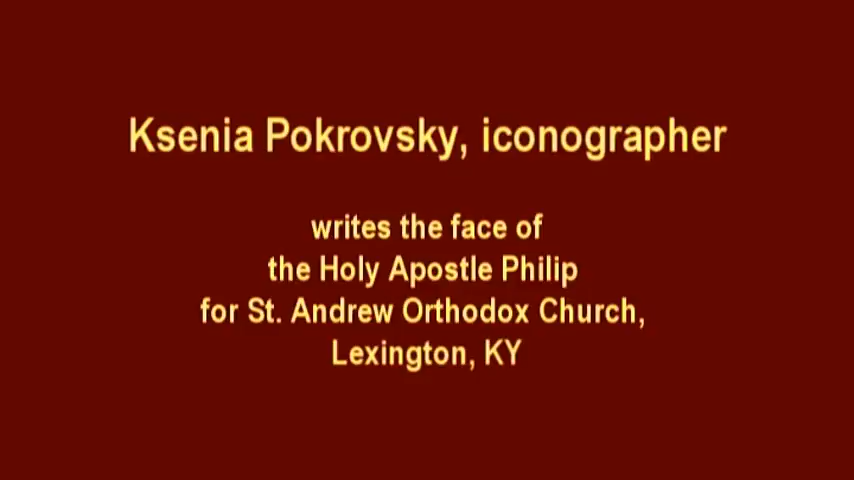 Ksenia Pokrovsky, iconographer
writes the face of
the Holy Apostle Philip
for St. Andrew Orthodox Church,
Lexington, KY